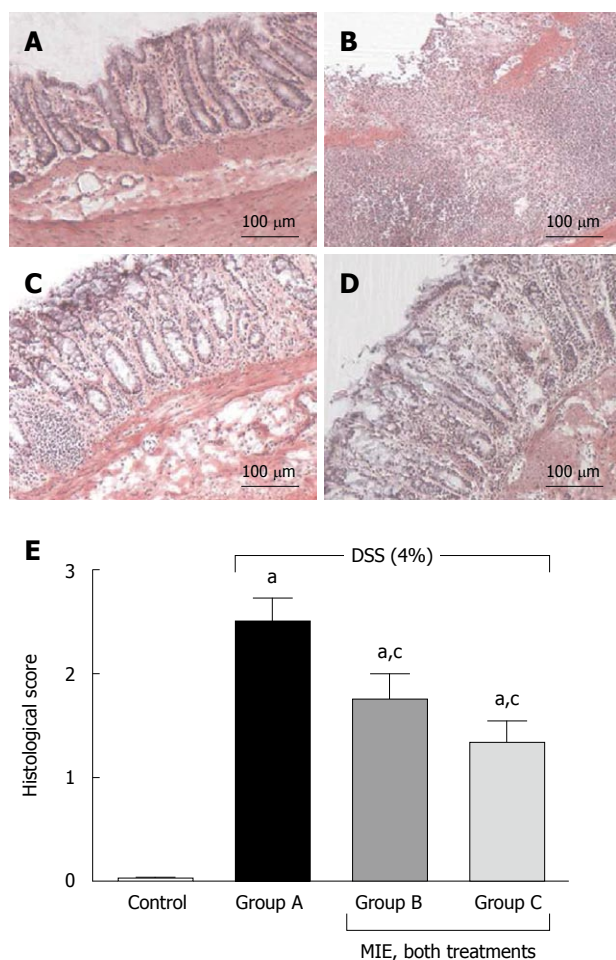 A
B
100 μm
100 μm
C
D
100 μm
100 μm
E
DSS (4%)
3
a
a,c
a,c
2
Histological score
1
0
Control
Group A
Group B
Group C
MIE, both treatments